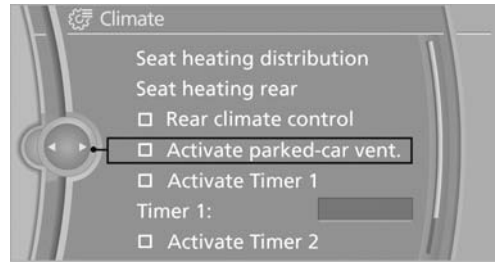 Climate
Seat heating distribution
Seat heating rear
Rear climate control
Activate parked-car vent.
Activate Timer 1
Timer 1:
Activate Timer 2